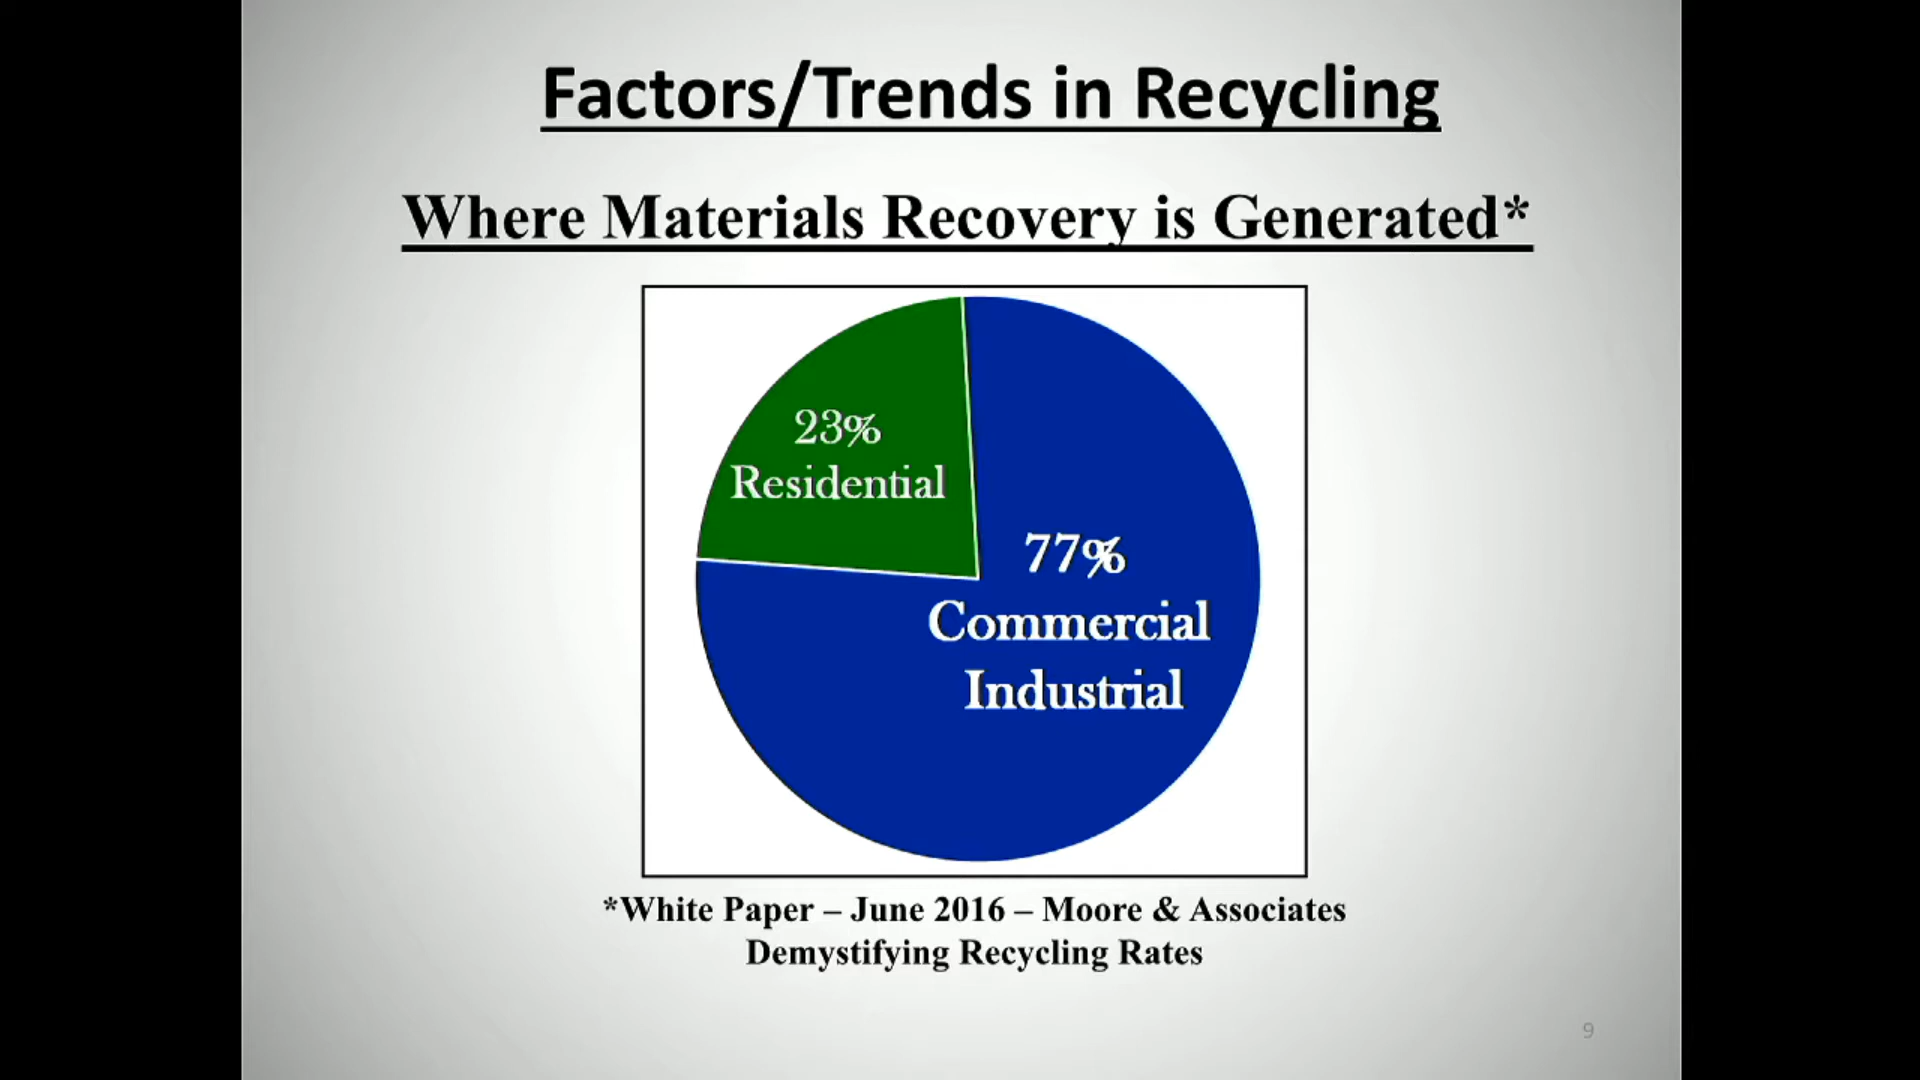 Factors/Trends in Recycling
Where Materials Recovery is Generated*
23%
Residential
77%
Commercial
Industrial
*White Paper – June 2016 – Moore & Associates
Demystifying Recycling Rates
9